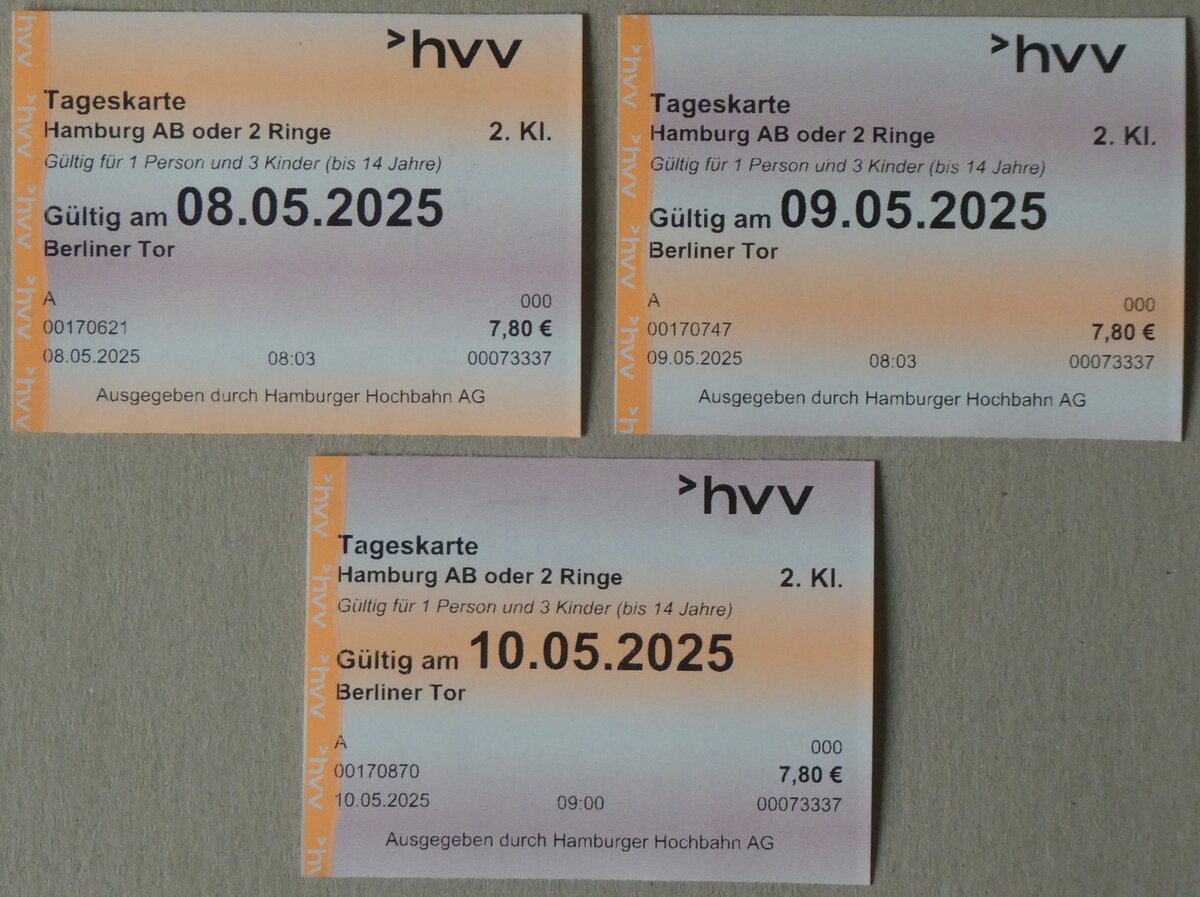 >hvv
Tageskarte
Hamburg AB oder 2 Ringe 2. Kl.
Gültig für 1 Person und 3 Kinder (bis 14 Jahre)
Gültig am 08.05.2025
Berliner Tor
A 000
00170621 7,80 €
08.05.2025 08:03 00073337
Ausgegeben durch Hamburger Hochbahn AG
>hvv
Tageskarte
Hamburg AB oder 2 Ringe 2. Kl.
Gültig für 1 Person und 3 Kinder (bis 14 Jahre)
Gültig am 09.05.2025
Berliner Tor
A 000
00170747 7,80 €
09.05.2025 08:03 00073337
Ausgegeben durch Hamburger Hochbahn AG
>hvv
Tageskarte
Hamburg AB oder 2 Ringe 2. Kl.
Gültig für 1 Person und 3 Kinder (bis 14 Jahre)
Gültig am 10.05.2025
Berliner Tor
A 000
00170870 7,80 €
10.05.2025 09:00 00073337
Ausgegeben durch Hamburger Hochbahn AG